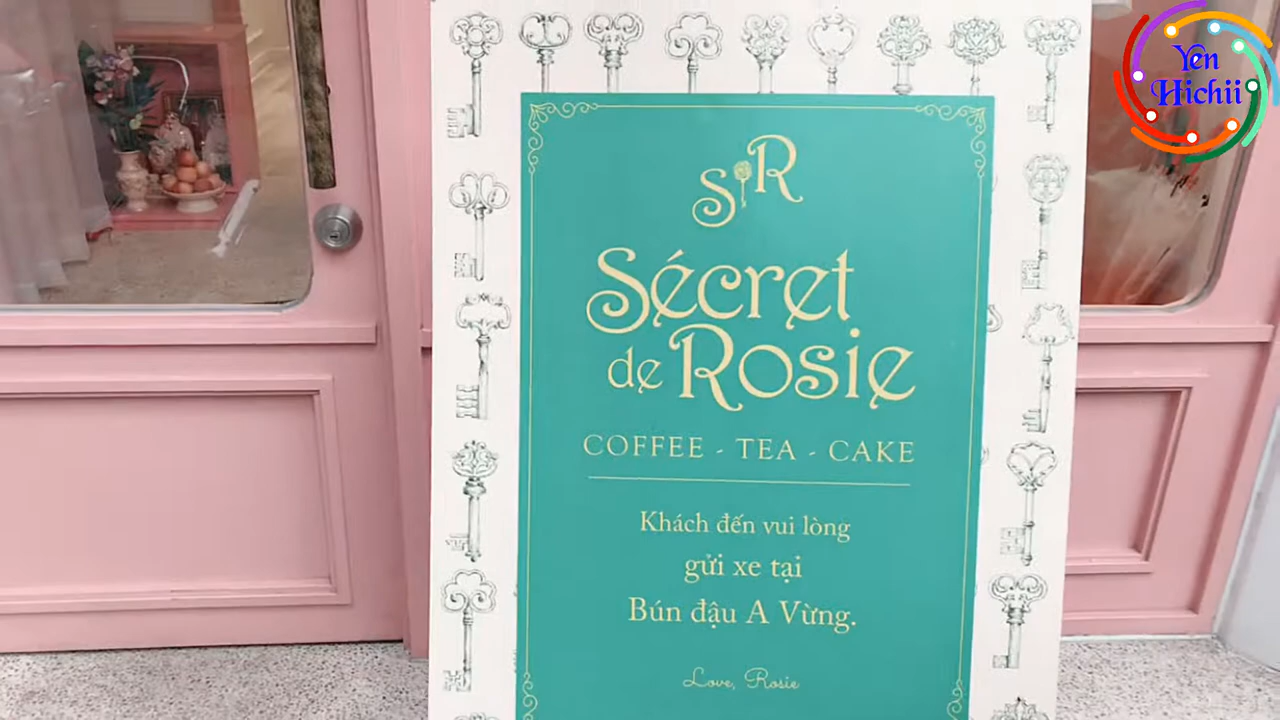 Yen
Hichii
SR
Sécret
de Rosie
COFFEE - TEA - CAKE
Khách đến vui lòng
gửi xe tại
Bún đậu A Vừng.
Love, Rosie